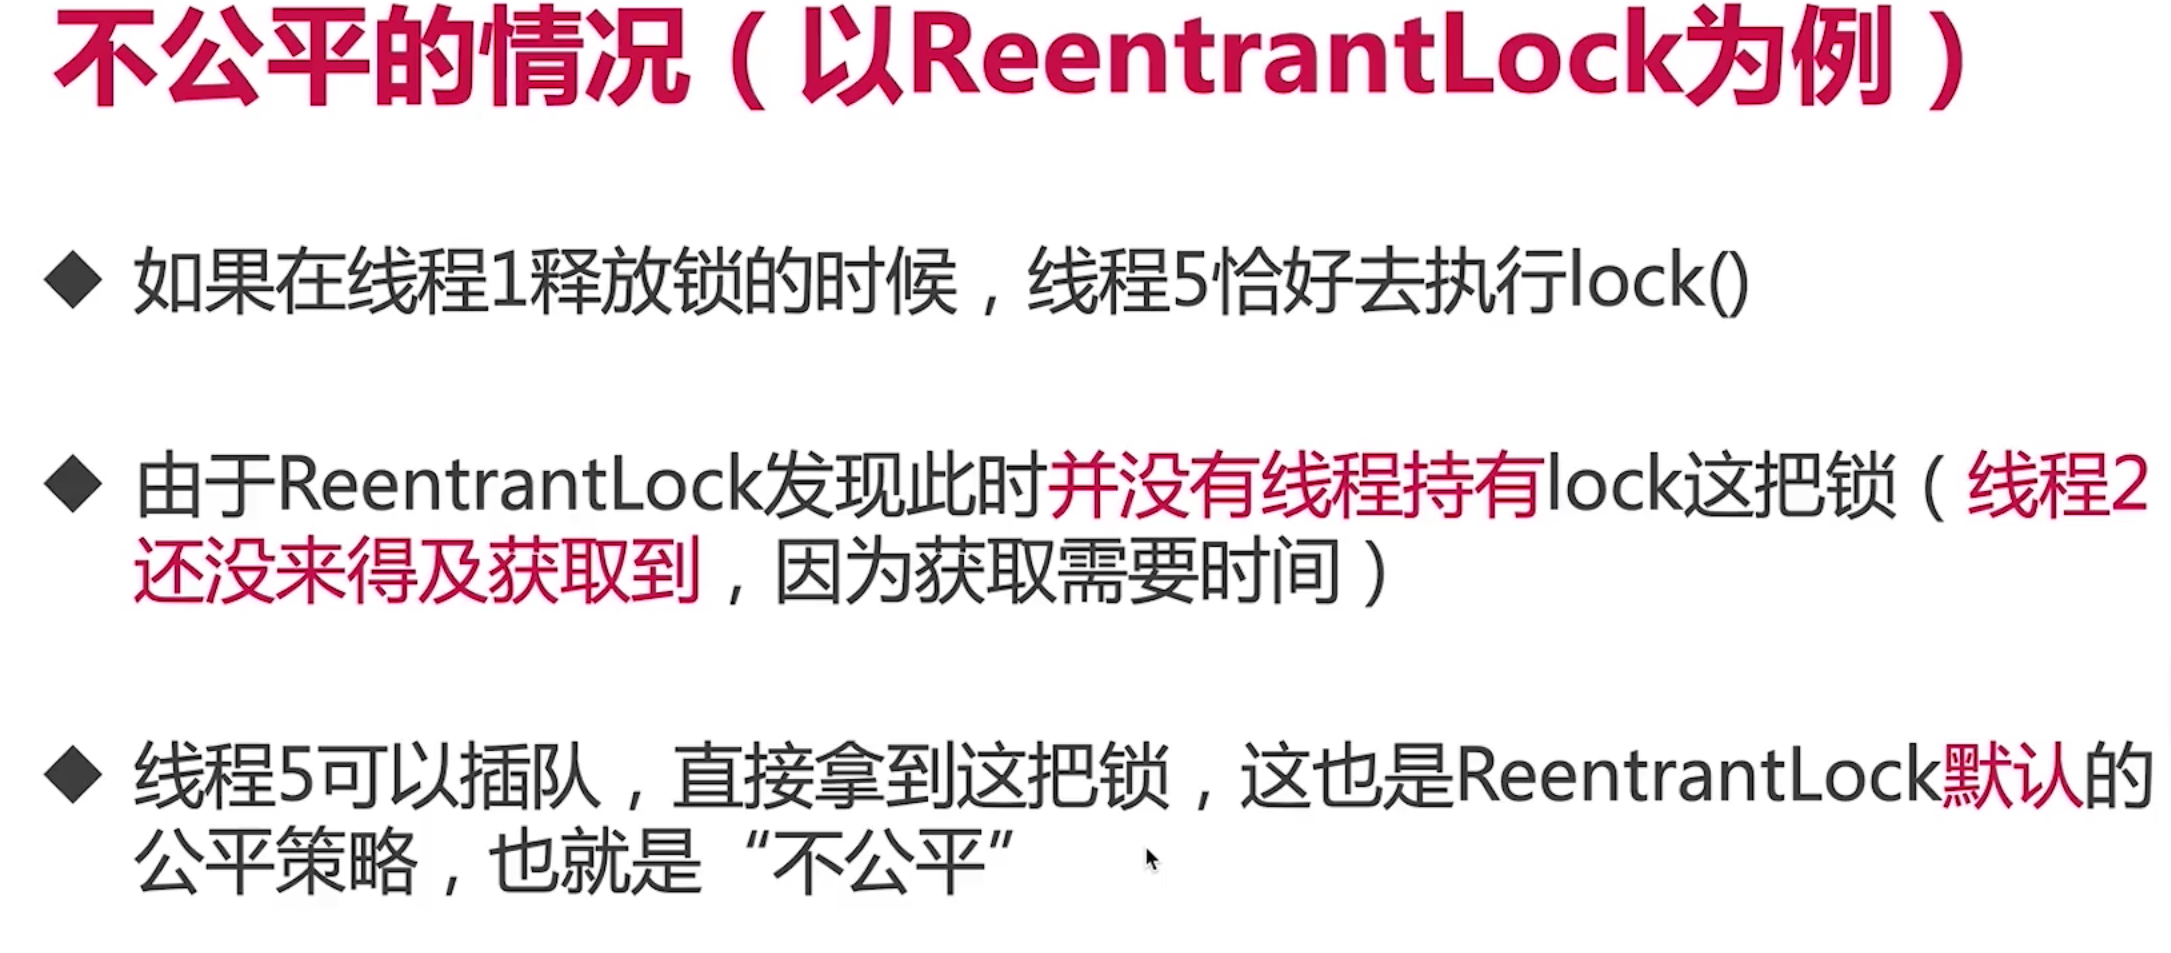 不公平的情况（以ReentrantLock为例）
◆ 如果在线程1释放锁的时候，线程5恰好去执行lock()
◆ 由于ReentrantLock发现此时并没有线程持有lock这把锁（线程2
还没来得及获取到，因为获取需要时间）
◆ 线程5可以插队，直接拿到这把锁，这也是ReentrantLock默认的
公平策略，也就是“不公平”